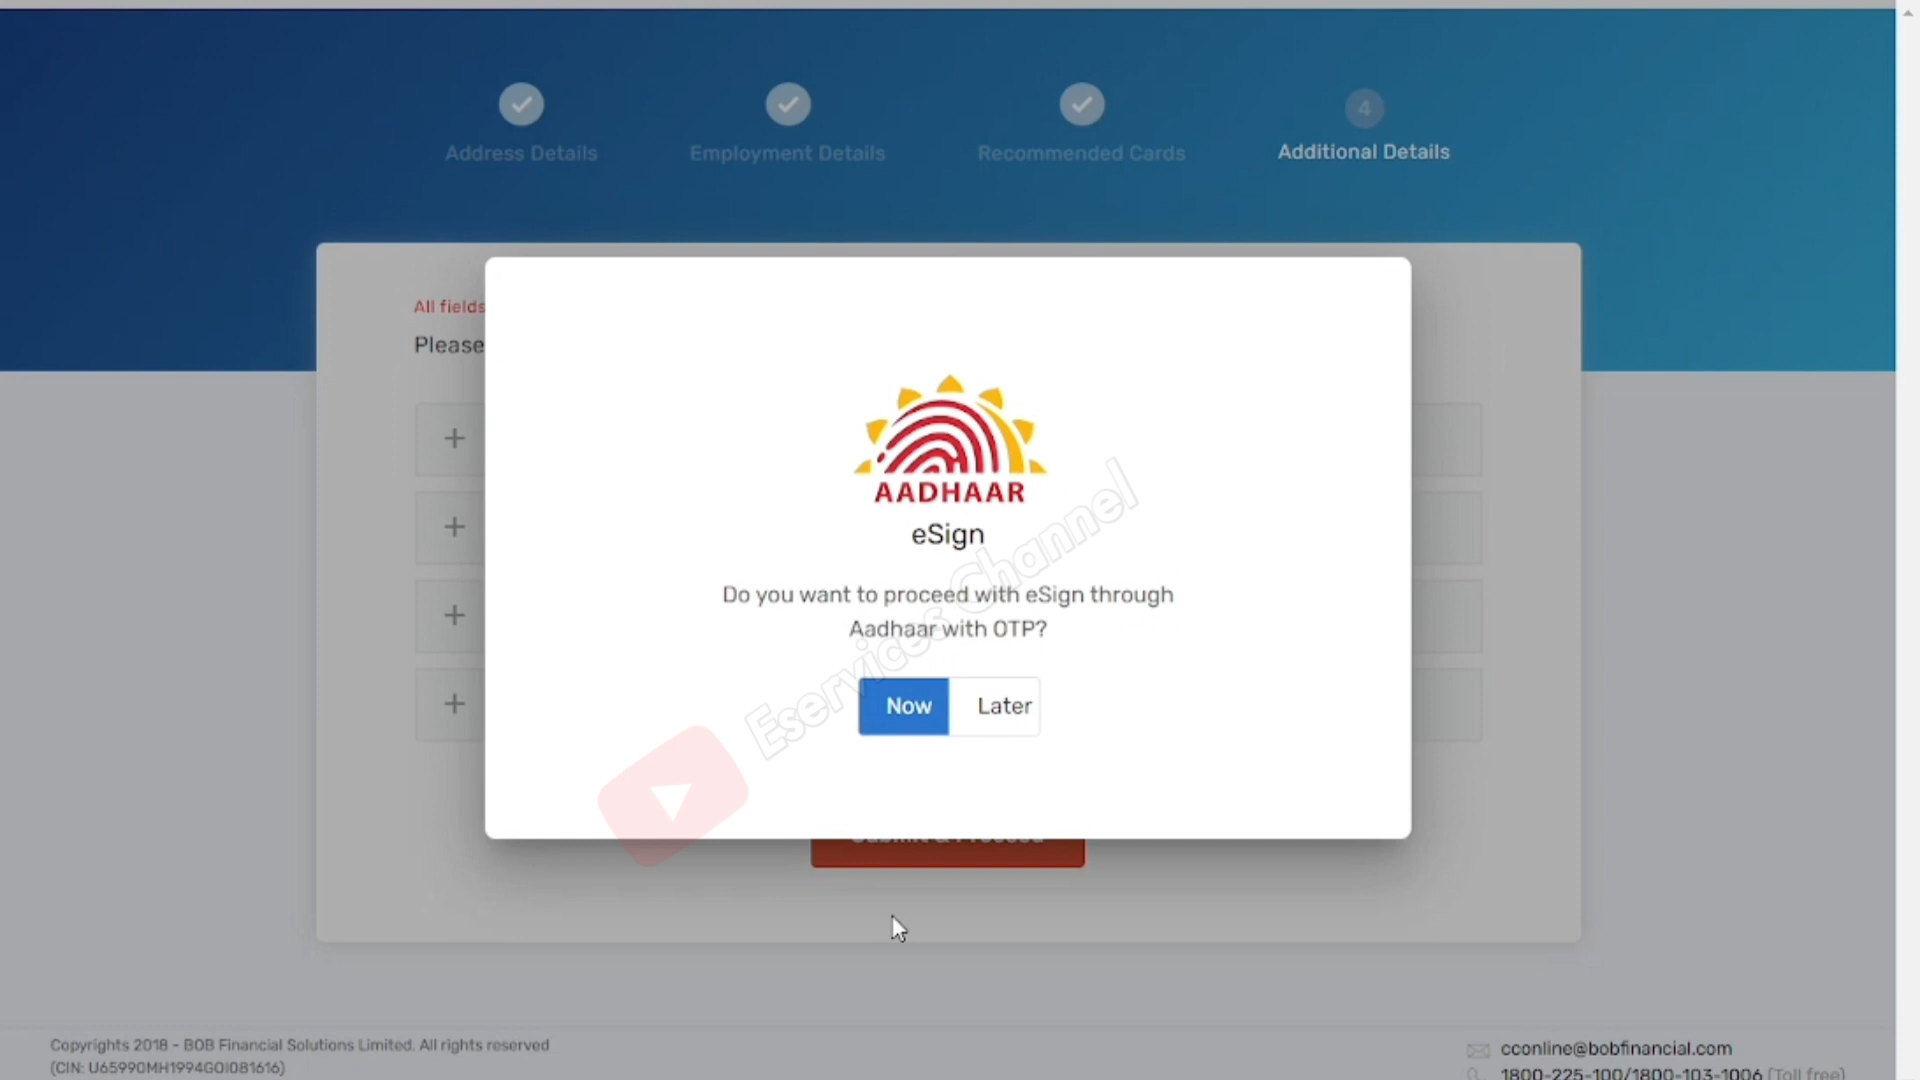 4
Address Details
Employment Details
Recommended Cards
Additional Details
All fields
Please
AADHAAR
eSign
Do you want to proceed with eSign through
Aadhaar with OTP?
Now
Later
Eservices Channel
Submit & Proceed
Copyrights 2018 - BOB Financial Solutions Limited. All rights reserved
(CIN: U65990MH1994GOI081616)
cconline@bobfinancial.com
1800-225-100/1800-103-1006 (Toll free)